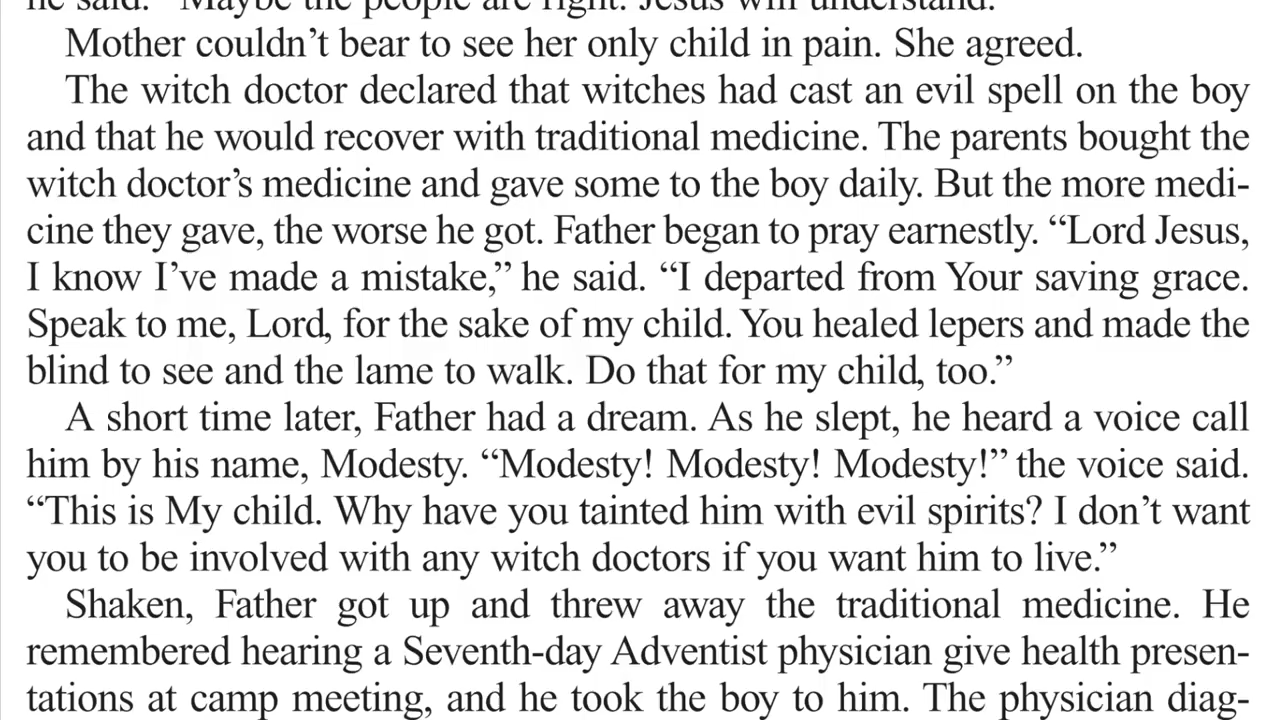 he said. “Maybe the people are right. Jesus will understand.”
Mother couldn’t bear to see her only child in pain. She agreed.
The witch doctor declared that witches had cast an evil spell on the boy
and that he would recover with traditional medicine. The parents bought the
witch doctor’s medicine and gave some to the boy daily. But the more medi-
cine they gave, the worse he got. Father began to pray earnestly. “Lord Jesus,
I know I’ve made a mistake,” he said. “I departed from Your saving grace.
Speak to me, Lord, for the sake of my child. You healed lepers and made the
blind to see and the lame to walk. Do that for my child, too.”
A short time later, Father had a dream. As he slept, he heard a voice call
him by his name, Modesty. “Modesty! Modesty! Modesty!” the voice said.
“This is My child. Why have you tainted him with evil spirits? I don’t want
you to be involved with any witch doctors if you want him to live.”
Shaken, Father got up and threw away the traditional medicine. He
remembered hearing a Seventh-day Adventist physician give health presen-
tations at camp meeting, and he took the boy to him. The physician diag-